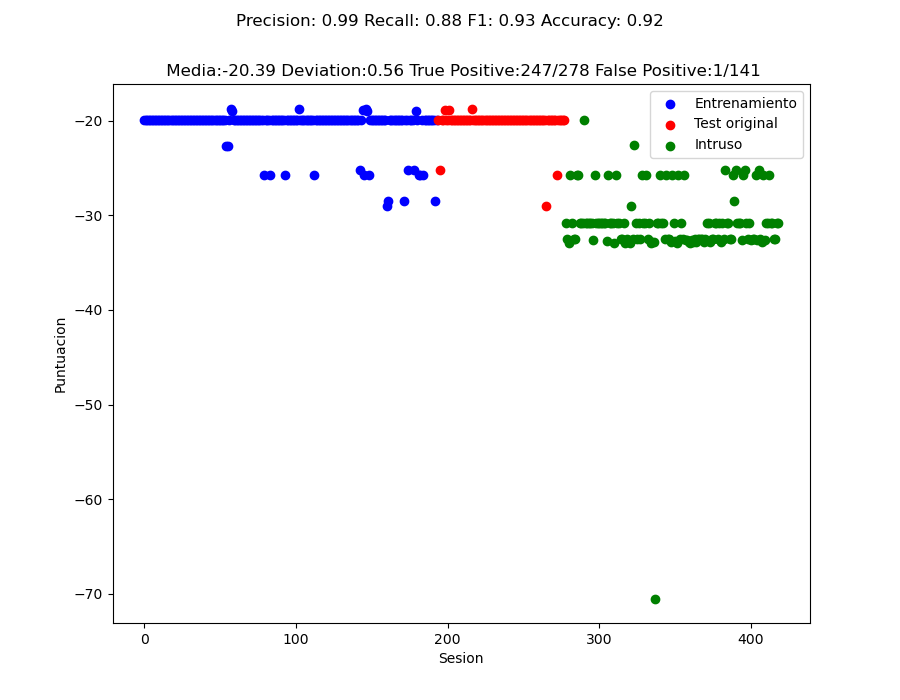 Precision: 0.99 Recall: 0.88 F1: 0.93 Accuracy: 0.92
Media:-20.39 Deviation:0.56 True Positive:247/278 False Positive:1/141
Entrenamiento
Test original
Intruso
Puntuacion
−20
−30
−40
−50
−60
−70
0 100 200 300 400
Sesion